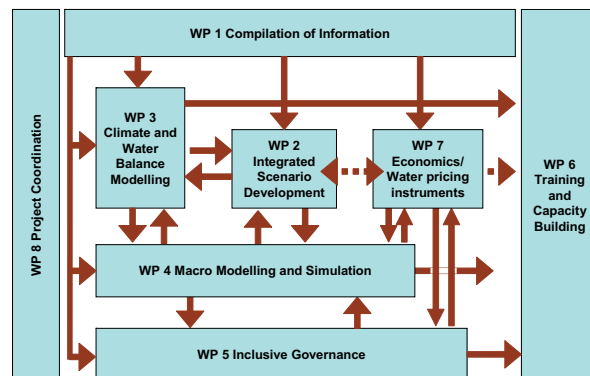 WP 1 Compilation of Information
WP 8 Project Coordination
WP 3
Climate and
Water
Balance
Modelling
WP 2
Integrated
Scenario
Development
WP 7
Economics/
Water pricing
instruments
WP 6
Training
and
Capacity
Building
WP 4 Macro Modelling and Simulation
WP 5 Inclusive Governance